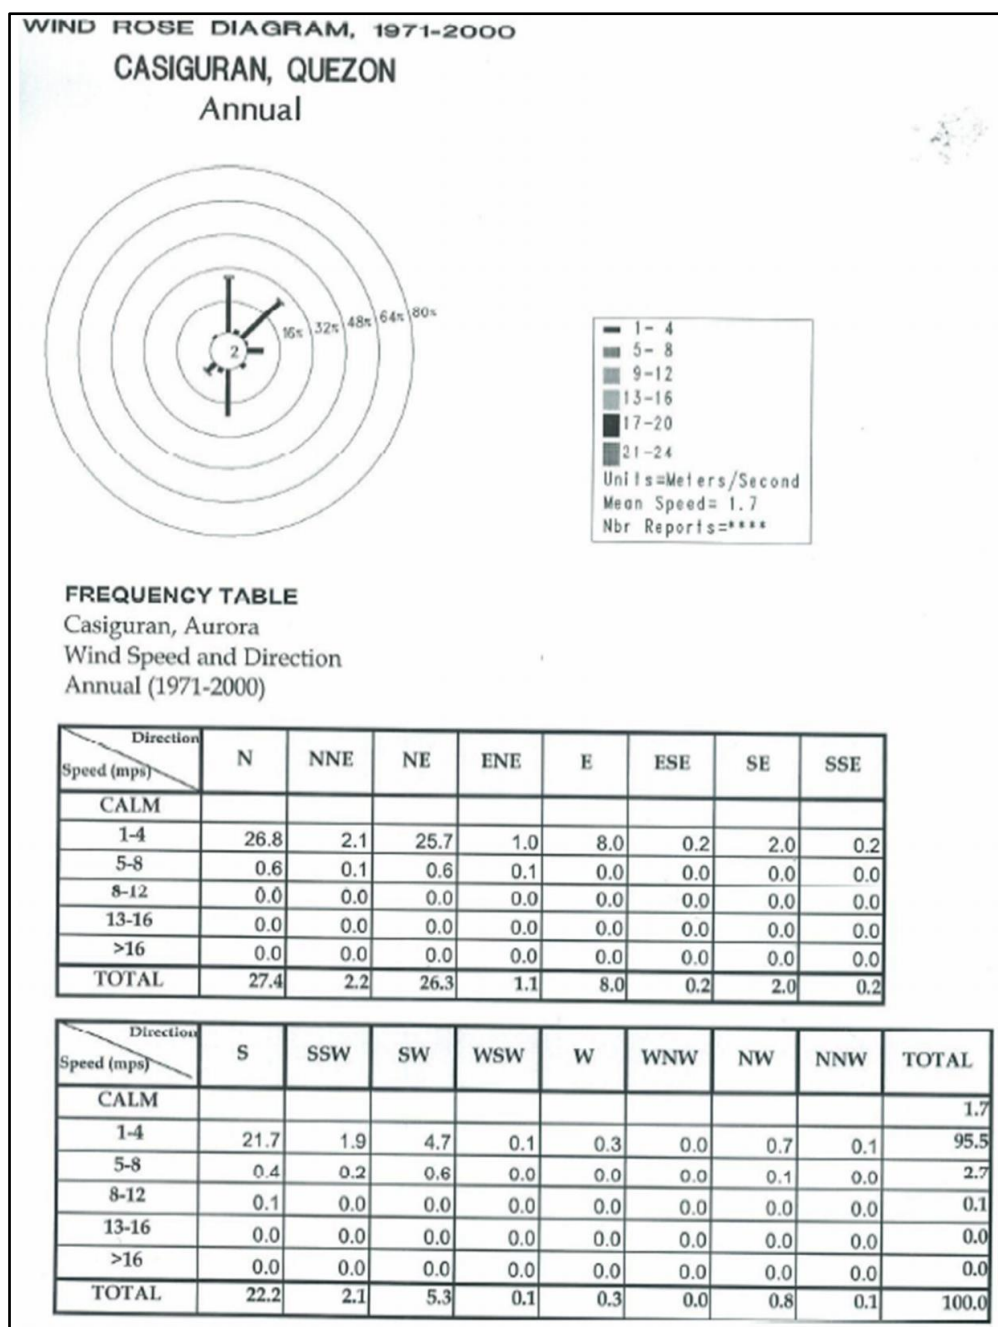 WIND ROSE DIAGRAM, 1971-2000
CASIGURAN, QUEZON
Annual
2
16% 32% 48% 64% 80%
1- 4
5- 8
9-12
13-16
17-20
21-24
Units=Meters/Second
Mean Speed= 1.7
Nbr Reports=****
FREQUENCY TABLE
Casiguran, Aurora
Wind Speed and Direction
Annual (1971-2000)
Direction
Speed (mps) N NNE NE ENE E ESE SE SSE
CALM
1-4 26.8 2.1 25.7 1.0 8.0 0.2 2.0 0.2
5-8 0.6 0.1 0.6 0.1 0.0 0.0 0.0 0.0
8-12 0.0 0.0 0.0 0.0 0.0 0.0 0.0 0.0
13-16 0.0 0.0 0.0 0.0 0.0 0.0 0.0 0.0
>16 0.0 0.0 0.0 0.0 0.0 0.0 0.0 0.0
TOTAL 27.4 2.2 26.3 1.1 8.0 0.2 2.0 0.2
Direction
Speed (mps) S SSW SW WSW W WNW NW NNW TOTAL
CALM 1.7
1-4 21.7 1.9 4.7 0.1 0.3 0.0 0.7 0.1 95.5
5-8 0.4 0.2 0.6 0.0 0.0 0.0 0.1 0.0 2.7
8-12 0.1 0.0 0.0 0.0 0.0 0.0 0.0 0.0 0.1
13-16 0.0 0.0 0.0 0.0 0.0 0.0 0.0 0.0 0.0
>16 0.0 0.0 0.0 0.0 0.0 0.0 0.0 0.0 0.0
TOTAL 22.2 2.1 5.3 0.1 0.3 0.0 0.8 0.1 100.0